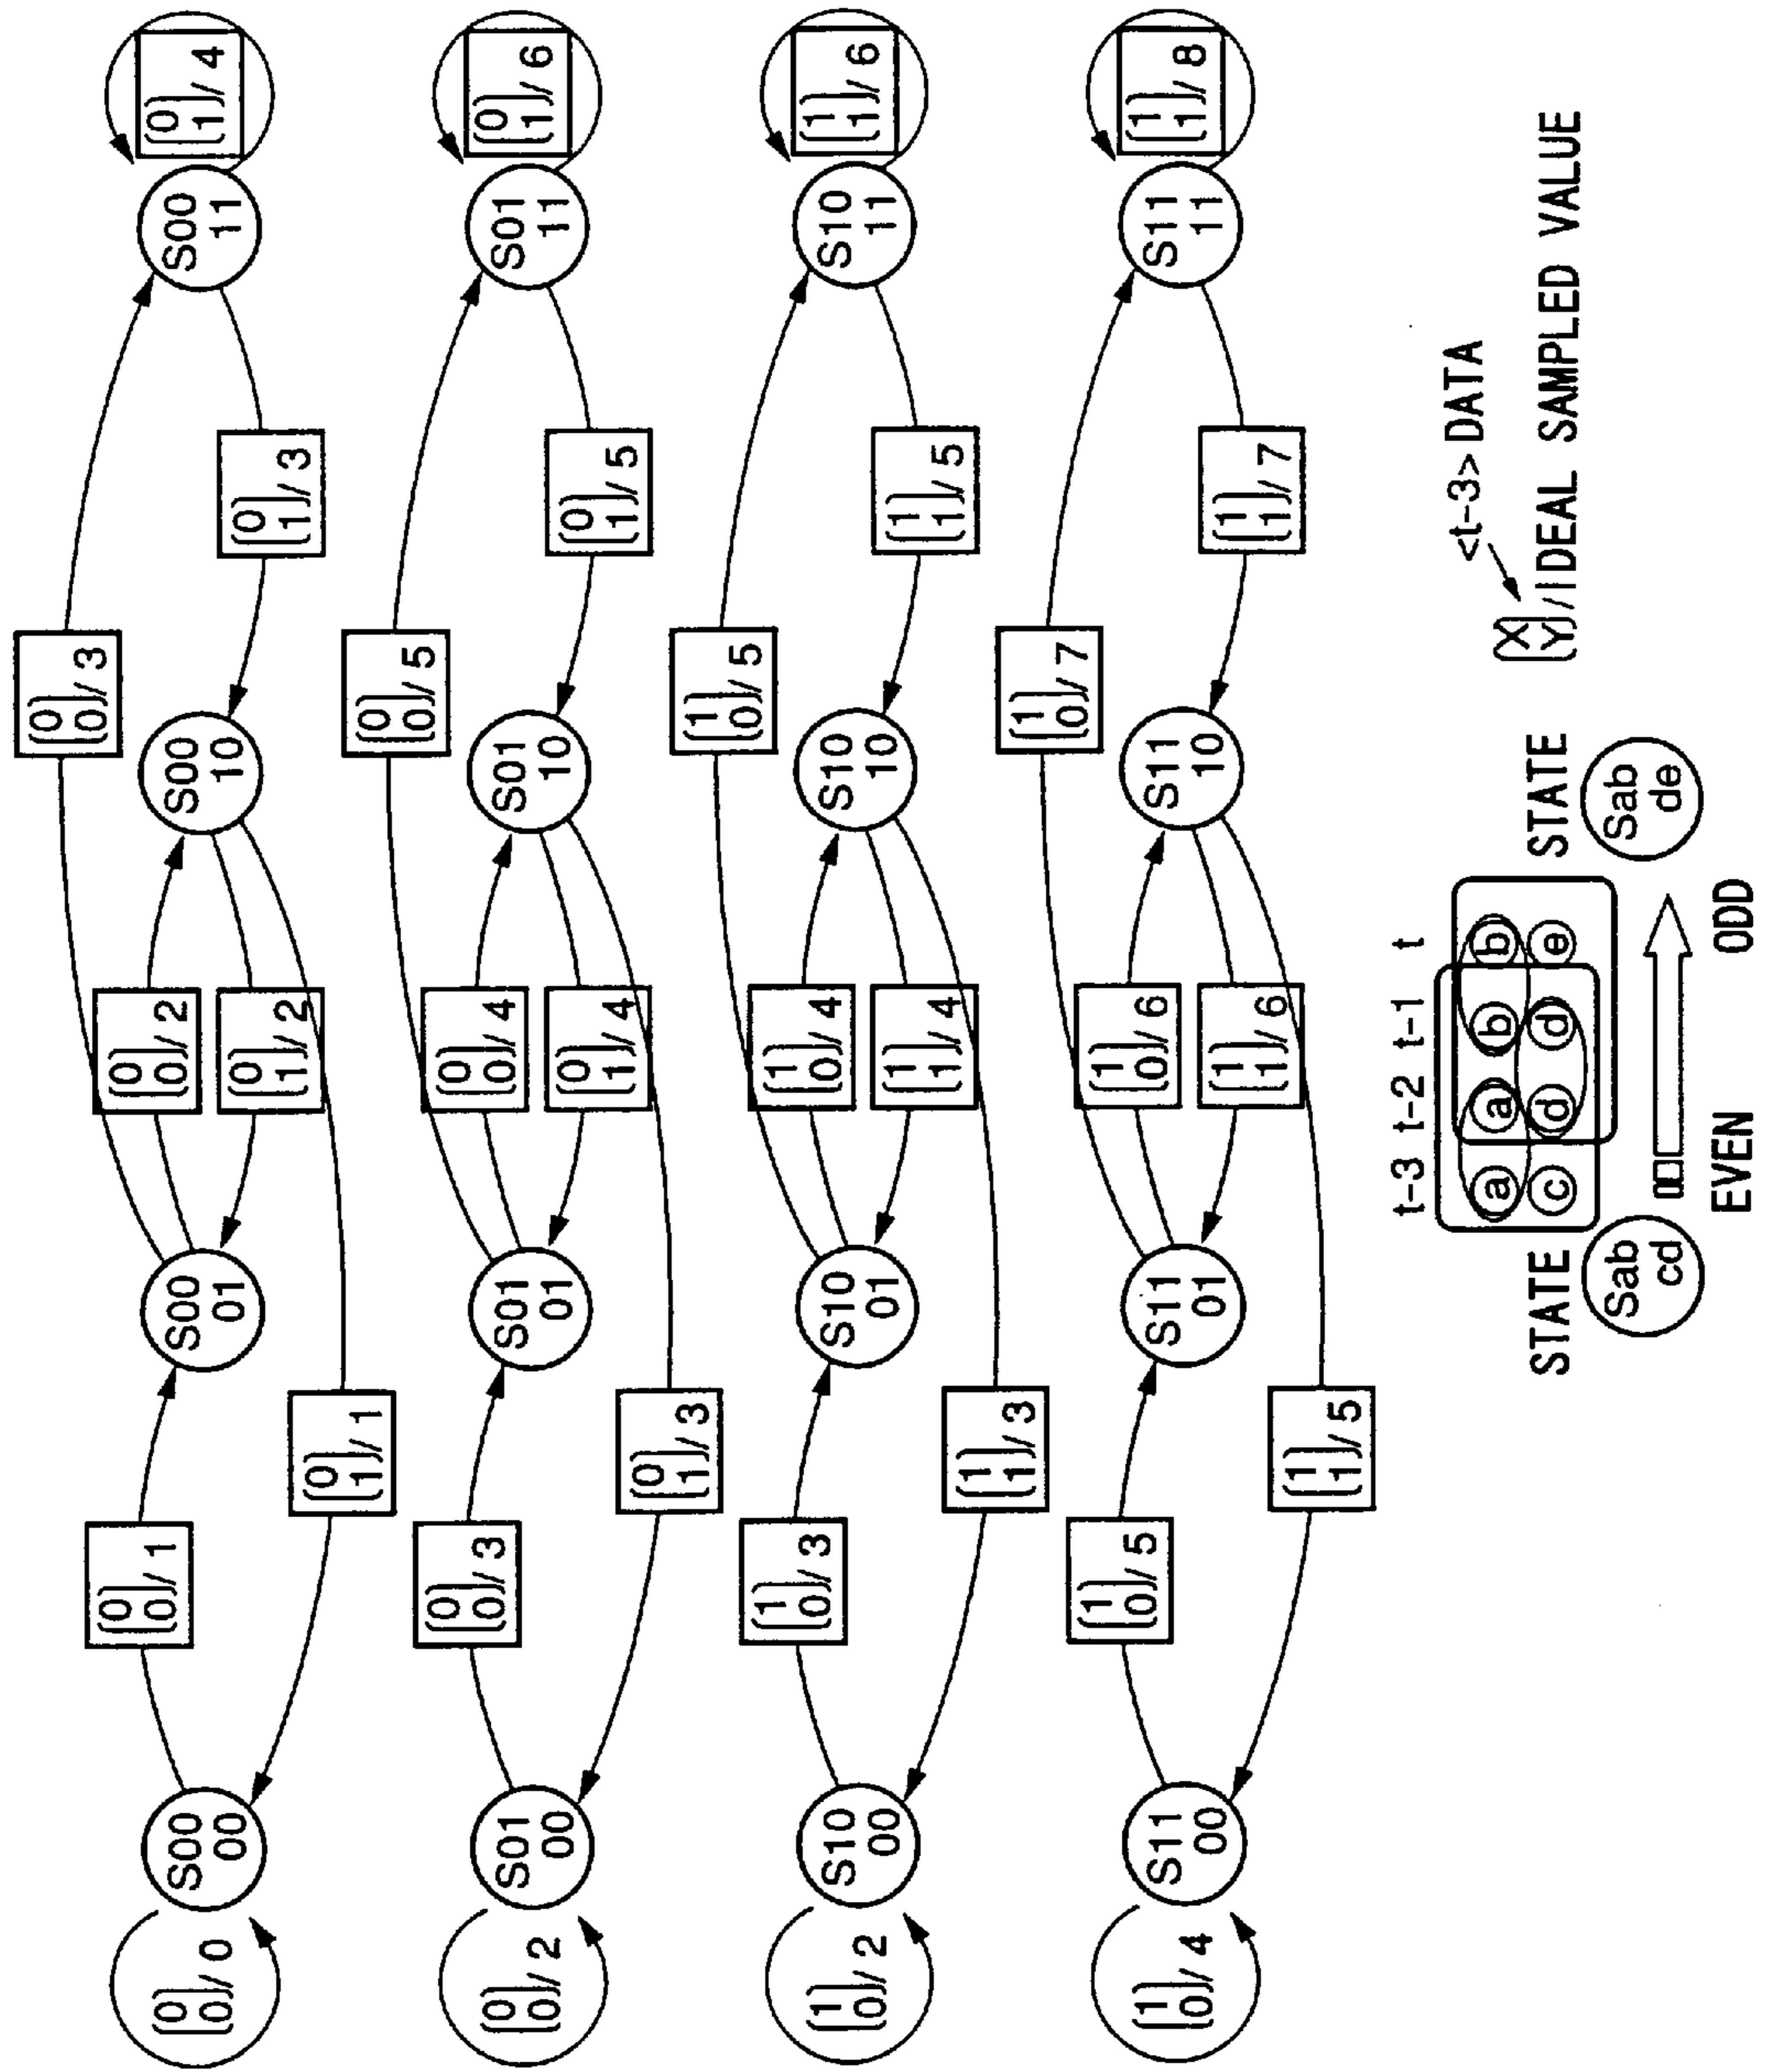 S00
00
S00
01
S00
10
S00
11
(0
0)/0
(0
0)/1
(0
1)/1
(0
0)/2
(0
1)/2
(0
0)/3
(0
1)/3
(0
1)/4
S01
00
S01
01
S01
10
S01
11
(0
0)/2
(0
0)/3
(0
1)/3
(0
0)/4
(0
1)/4
(0
0)/5
(0
1)/5
(0
1)/6
S10
00
S10
01
S10
10
S10
11
(1
0)/2
(1
0)/3
(1
1)/3
(1
0)/4
(1
1)/4
(1
0)/5
(1
1)/5
(1
1)/6
S11
00
S11
01
S11
10
S11
11
(1
0)/4
(1
0)/5
(1
1)/5
(1
0)/6
(1
1)/6
(1
0)/7
(1
1)/7
(1
1)/8
t-3 t-2 t-1 t
a a b b
c d d e
STATE
Sab
cd
STATE
Sab
de
EVEN ODD
<t-3> DATA
(X
Y)/IDEAL SAMPLED VALUE